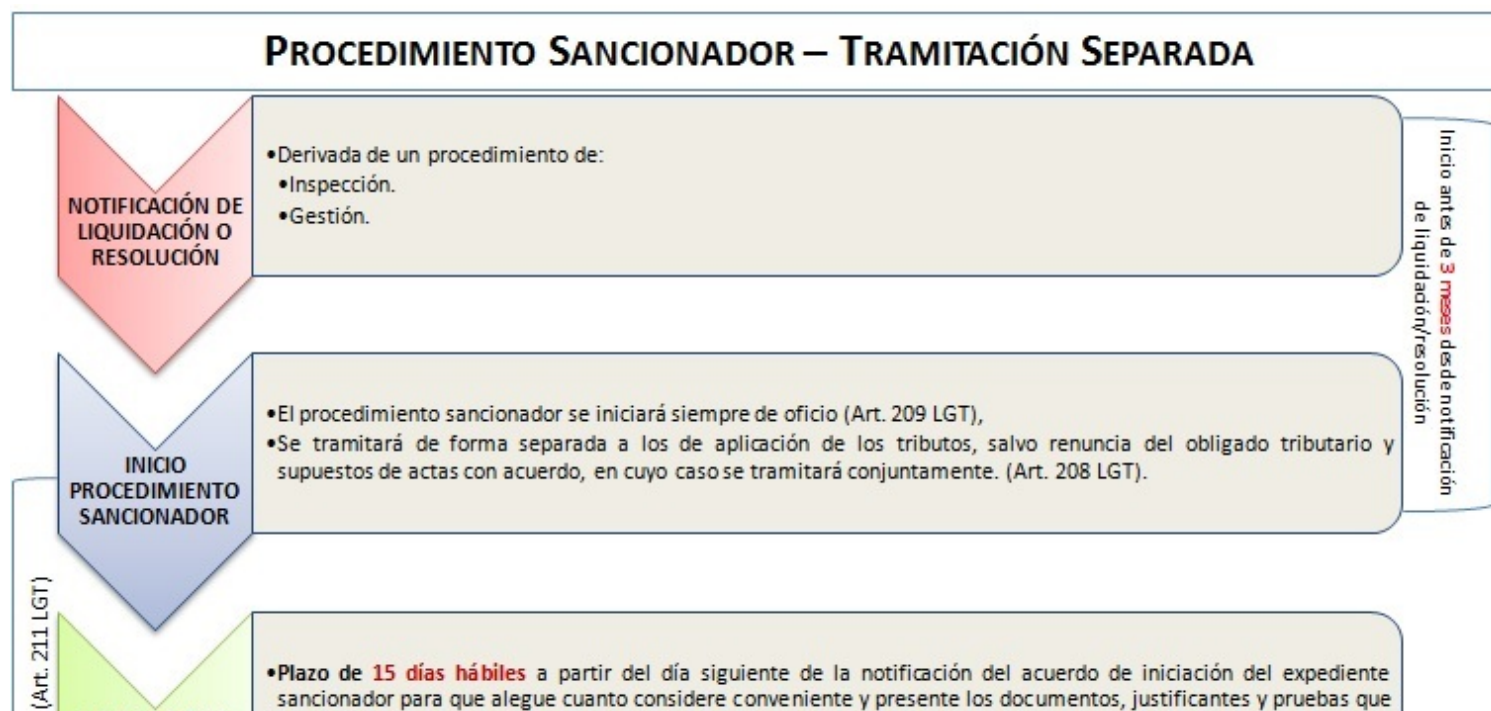 PROCEDIMIENTO SANCIONADOR – TRAMITACIÓN SEPARADA
NOTIFICACIÓN DE
LIQUIDACIÓN O
RESOLUCIÓN
•Derivada de un procedimiento de:
•Inspección.
•Gestión.
Inicio antes de 3 meses desde notificación
de liquidación/resolución
INICIO
PROCEDIMIENTO
SANCIONADOR
•El procedimiento sancionador se iniciará siempre de oficio (Art. 209 LGT),
•Se tramitará de forma separada a los de aplicación de los tributos, salvo renuncia del obligado tributario y
supuestos de actas con acuerdo, en cuyo caso se tramitará conjuntamente. (Art. 208 LGT).
(Art. 211 LGT)
•Plazo de 15 días hábiles a partir del día siguiente de la notificación del acuerdo de iniciación del expediente
sancionador para que alegue cuanto considere conveniente y presente los documentos, justificantes y pruebas que